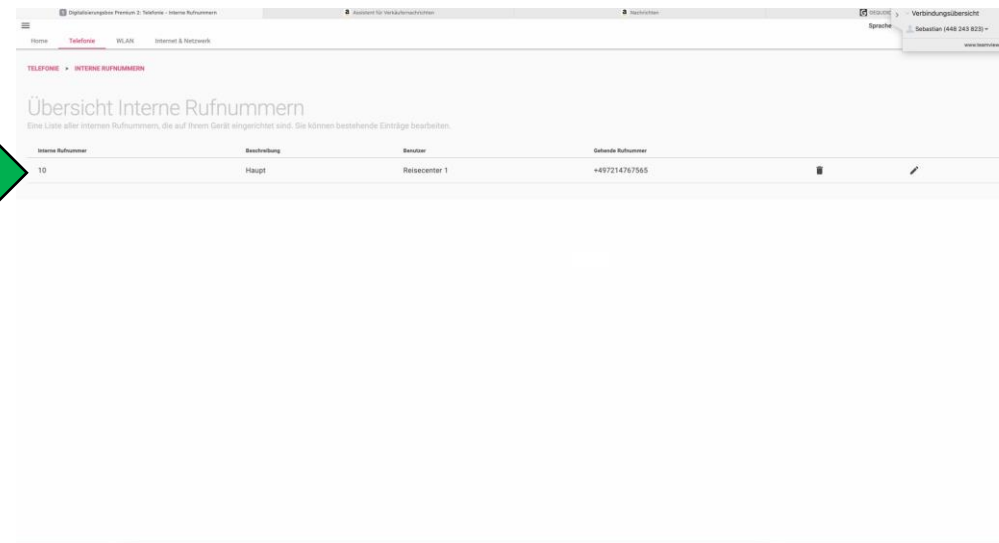 Digitalisierungsbox Premium 2: Telefonie - Interne Rufnummern
Assistent für Verkäufernachrichten
Nachrichten
Verbindungsübersicht
Sprache
Sebastian (448 243 823)
Home Telefonie WLAN Internet & Netzwerk
TELEFONIE INTERNE RUFNUMMERN
Übersicht Interne Rufnummern
Eine Liste aller internen Rufnummern, die auf Ihrem Gerät eingerichtet sind. Sie können bestehende Einträge bearbeiten.
Interne Rufnummer Beschreibung Benutzer Gehende Rufnummer
10 Haupt Reisecenter 1 +497214767565